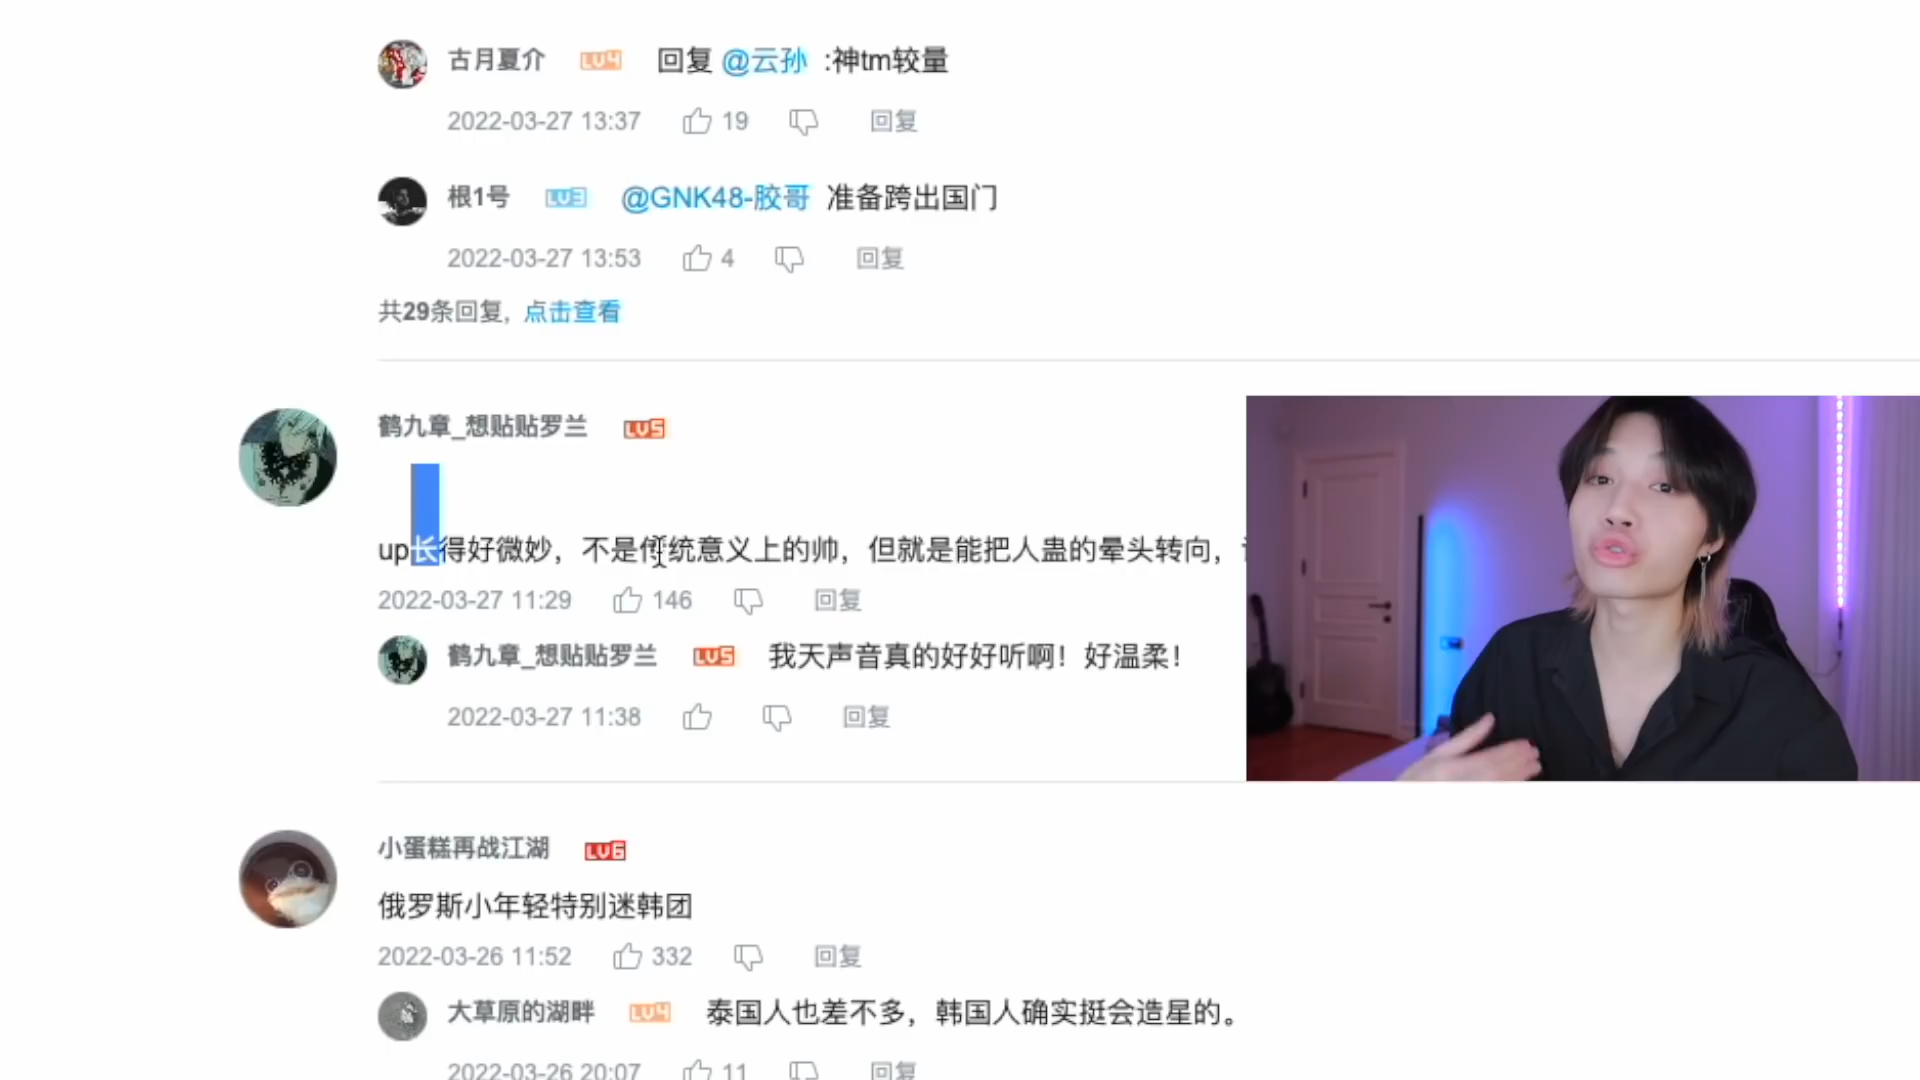 古月夏介 LV4 回复 @云孙 :神tm较量
2022-03-27 13:37 19 回复
根1号 LV3 @GNK48-胶哥 准备跨出国门
2022-03-27 13:53 4 回复
共29条回复, 点击查看
鹤九章_想贴贴罗兰 LV5
up长得好微妙，不是传统意义上的帅，但就是能把人蛊的晕头转向，
2022-03-27 11:29 146 回复
鹤九章_想贴贴罗兰 LV5 我天声音真的好好听啊！好温柔！
2022-03-27 11:38 回复
小蛋糕再战江湖 LV6
俄罗斯小年轻特别迷韩团
2022-03-26 11:52 332 回复
大草原的湖畔 LV4 泰国人也差不多，韩国人确实挺会造星的。
2022-03-26 20:07 11 回复